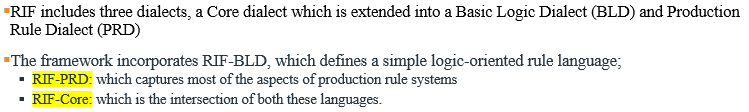 ▪RIF includes three dialects, a Core dialect which is extended into a Basic Logic Dialect (BLD) and Production
Rule Dialect (PRD)
▪The framework incorporates RIF-BLD, which defines a simple logic-oriented rule language;
▪ RIF-PRD: which captures most of the aspects of production rule systems
▪ RIF-Core: which is the intersection of both these languages.